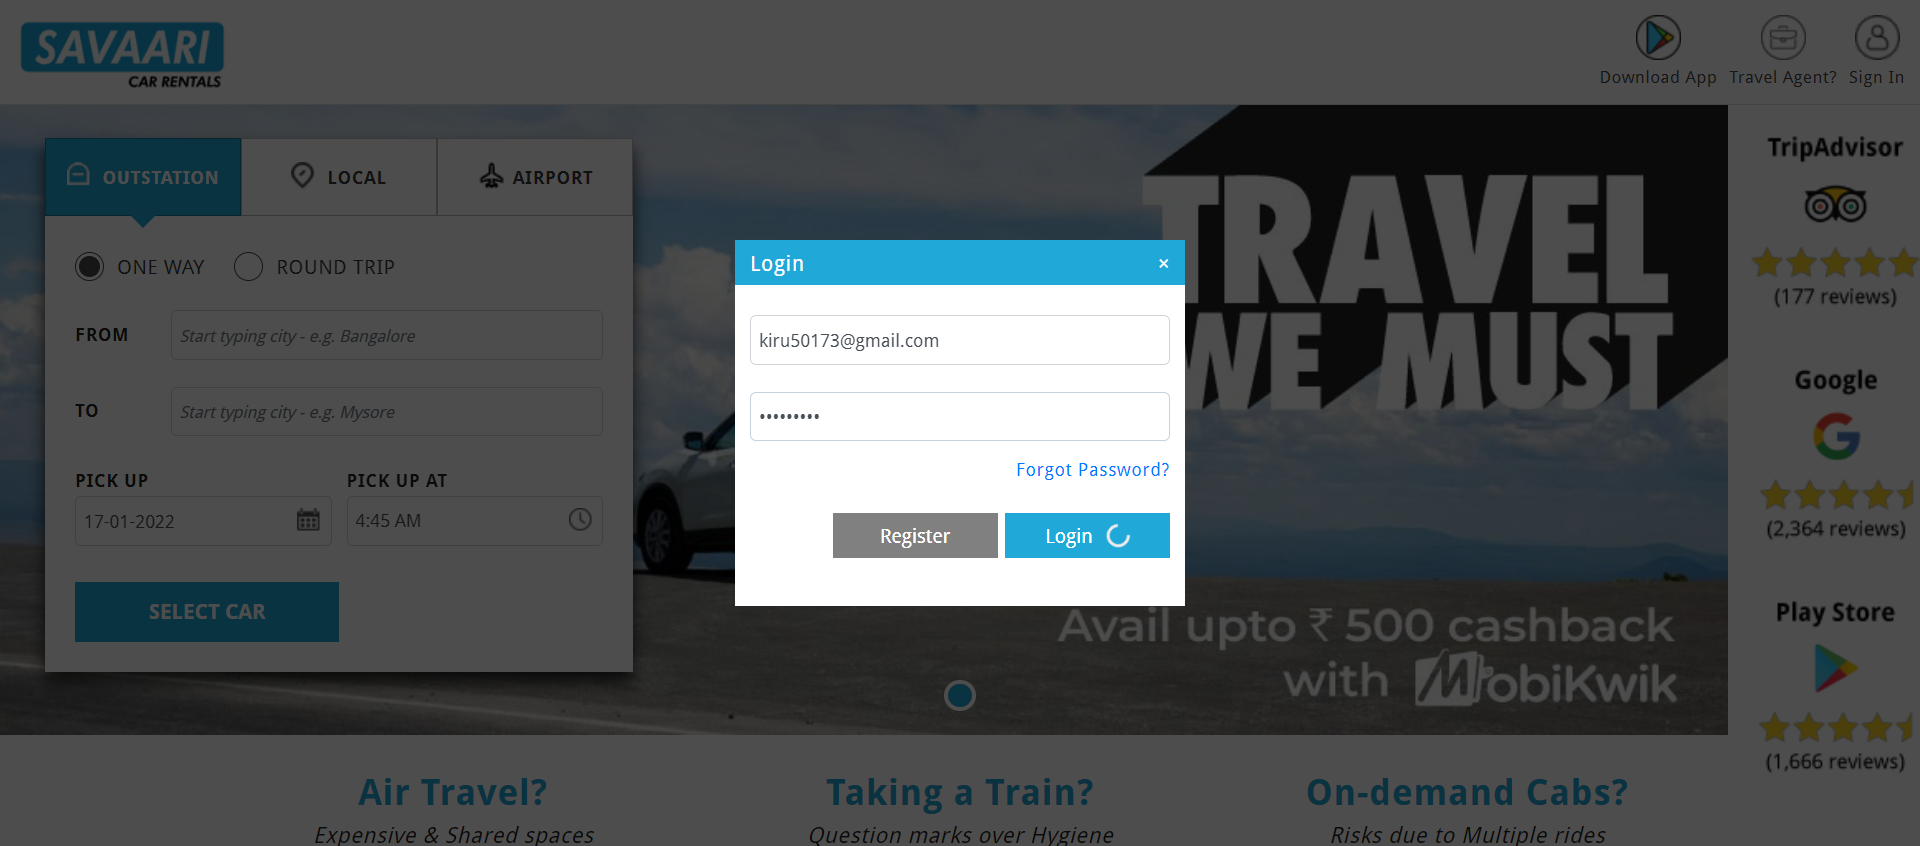 SAVAARI
CAR RENTALS
Download App
Travel Agent?
Sign In
OUTSTATION
LOCAL
AIRPORT
ONE WAY
ROUND TRIP
FROM
Start typing city - e.g. Bangalore
TO
Start typing city - e.g. Mysore
PICK UP
PICK UP AT
17-01-2022
4:45 AM
SELECT CAR
Login
×
kiru50173@gmail.com
•••••••••
Forgot Password?
Register
Login
TRAVEL
WE MUST
Avail upto ₹ 500 cashback
with MobiKwik
TripAdvisor
(177 reviews)
Google
(2,364 reviews)
Play Store
(1,666 reviews)
Air Travel?
Expensive & Shared spaces
Taking a Train?
Question marks over Hygiene
On-demand Cabs?
Risks due to Multiple rides